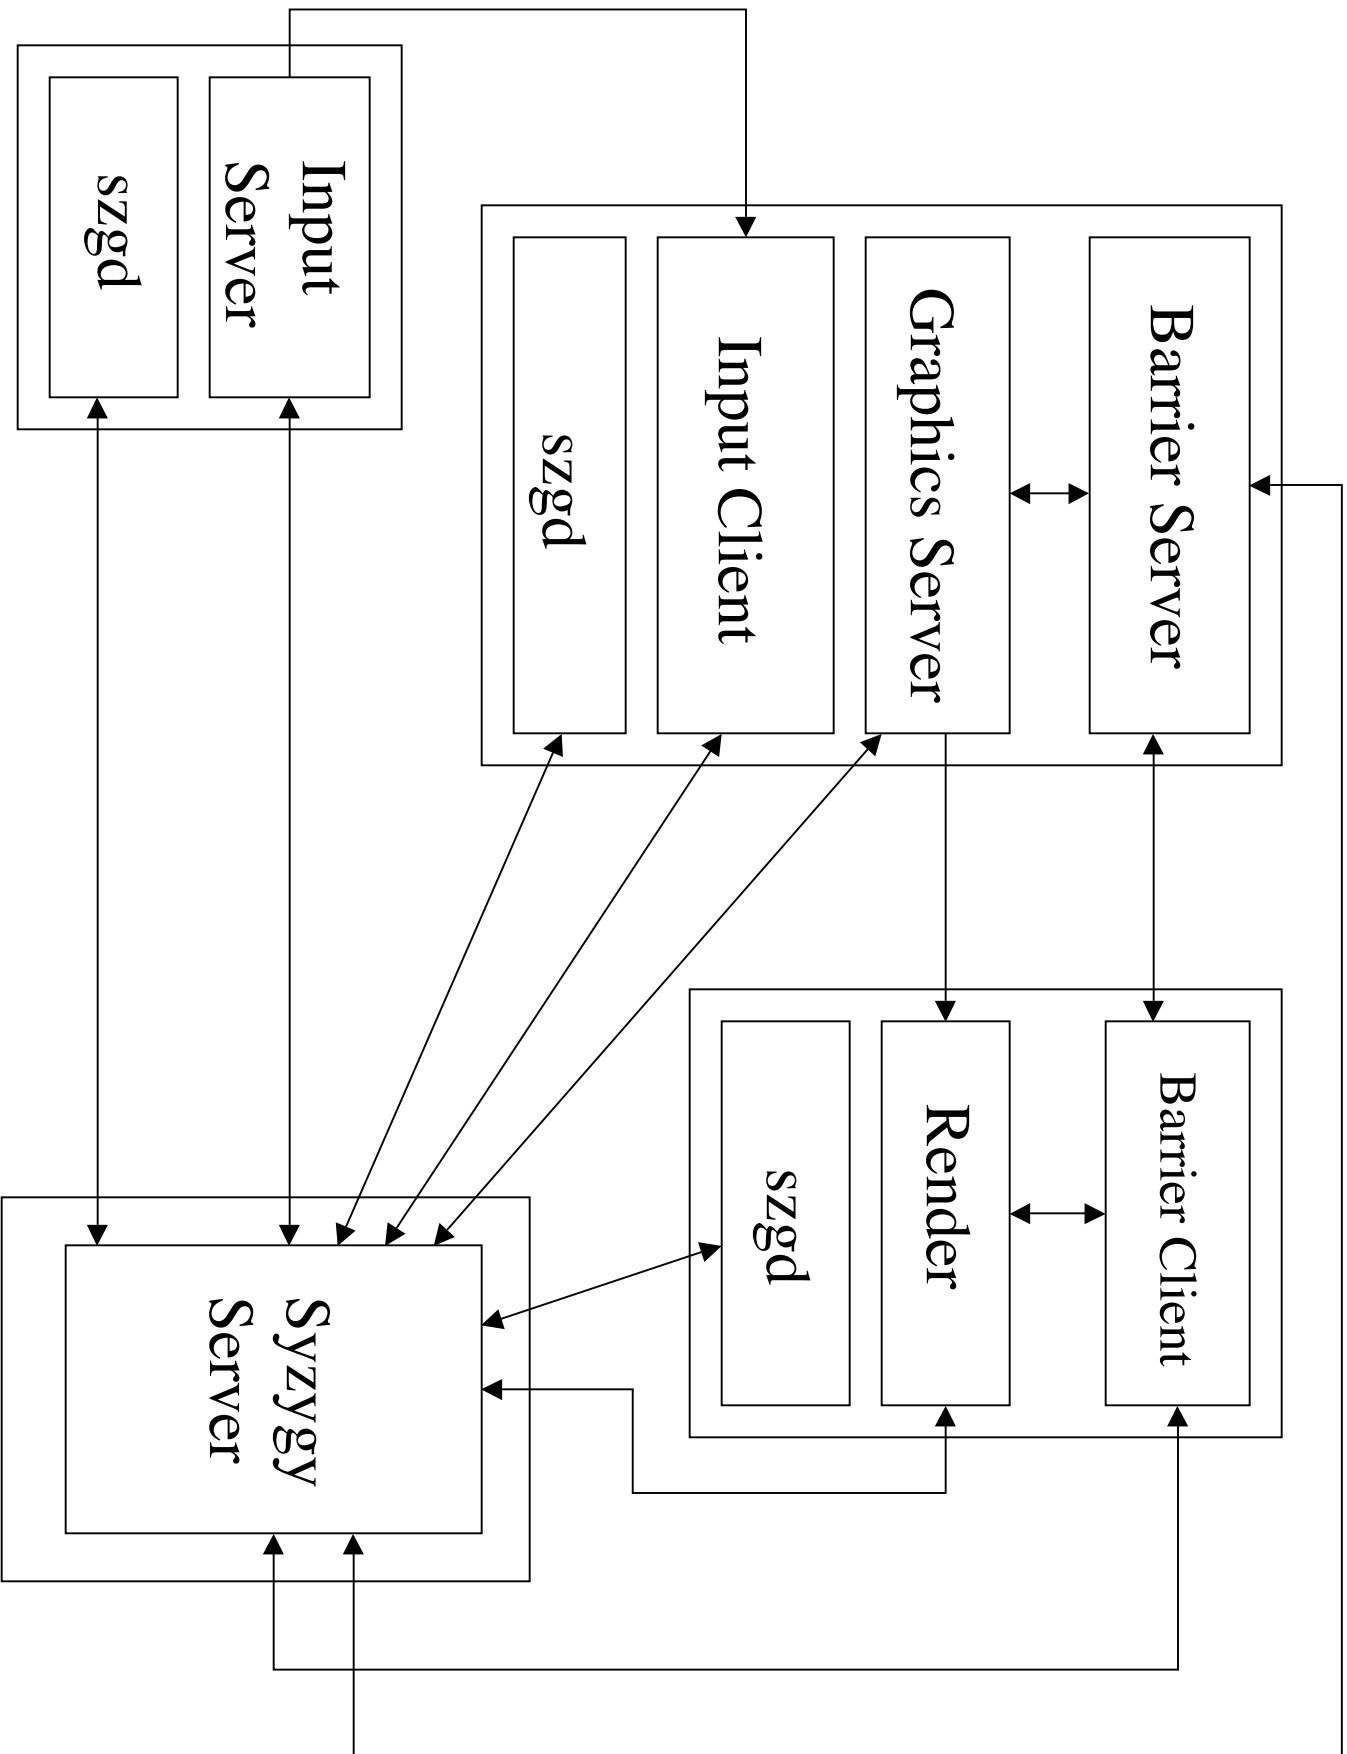 Barrier Server
Barrier Client
Graphics Server
Render
Input Client
szgd
szgd
Input
Server
Syzygy
Server
szgd